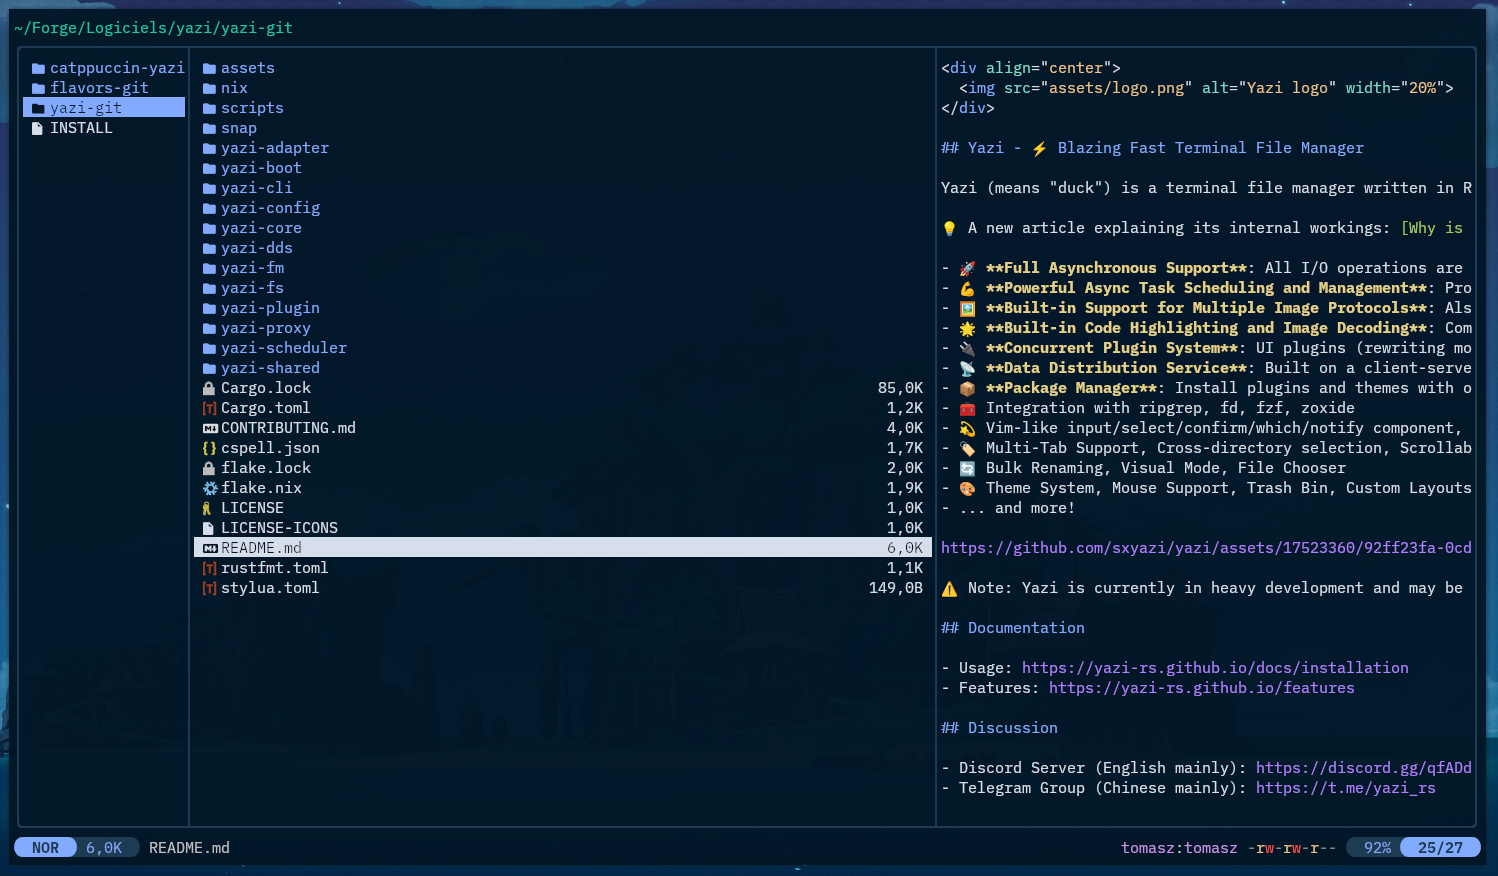 ~/Forge/Logiciels/yazi/yazi-git
catppuccin-yazi
flavors-git
yazi-git
INSTALL
assets
nix
scripts
snap
yazi-adapter
yazi-boot
yazi-cli
yazi-config
yazi-core
yazi-dds
yazi-fm
yazi-fs
yazi-plugin
yazi-proxy
yazi-scheduler
yazi-shared
Cargo.lock 85,0K
Cargo.toml 1,2K
CONTRIBUTING.md 4,0K
cspell.json 1,7K
flake.lock 2,0K
flake.nix 1,9K
LICENSE 1,0K
LICENSE-ICONS 1,0K
README.md 6,0K
rustfmt.toml 1,1K
stylua.toml 149,0B
<div align="center">
<img src="assets/logo.png" alt="Yazi logo" width="20%">
</div>
## Yazi - ⚡ Blazing Fast Terminal File Manager
Yazi (means "duck") is a terminal file manager written in R
💡 A new article explaining its internal workings: [Why is
- 🚀 **Full Asynchronous Support**: All I/O operations are
- 💪 **Powerful Async Task Scheduling and Management**: Pro
- 🖼️ **Built-in Support for Multiple Image Protocols**: Als
- 🌟 **Built-in Code Highlighting and Image Decoding**: Com
- 🔌 **Concurrent Plugin System**: UI plugins (rewriting mo
- 📡 **Data Distribution Service**: Built on a client-serve
- 📦 **Package Manager**: Install plugins and themes with o
- 🧰 Integration with ripgrep, fd, fzf, zoxide
- 💫 Vim-like input/select/confirm/which/notify component,
- 🏷️ Multi-Tab Support, Cross-directory selection, Scrollab
- 🔄 Bulk Renaming, Visual Mode, File Chooser
- 🎨 Theme System, Mouse Support, Trash Bin, Custom Layouts
- ... and more!
https://github.com/sxyazi/yazi/assets/17523360/92ff23fa-0cd
⚠️ Note: Yazi is currently in heavy development and may be
## Documentation
- Usage: https://yazi-rs.github.io/docs/installation
- Features: https://yazi-rs.github.io/features
## Discussion
- Discord Server (English mainly): https://discord.gg/qfADd
- Telegram Group (Chinese mainly): https://t.me/yazi_rs
NOR 6,0K README.md tomasz:tomasz -rw-rw-r-- 92% 25/27